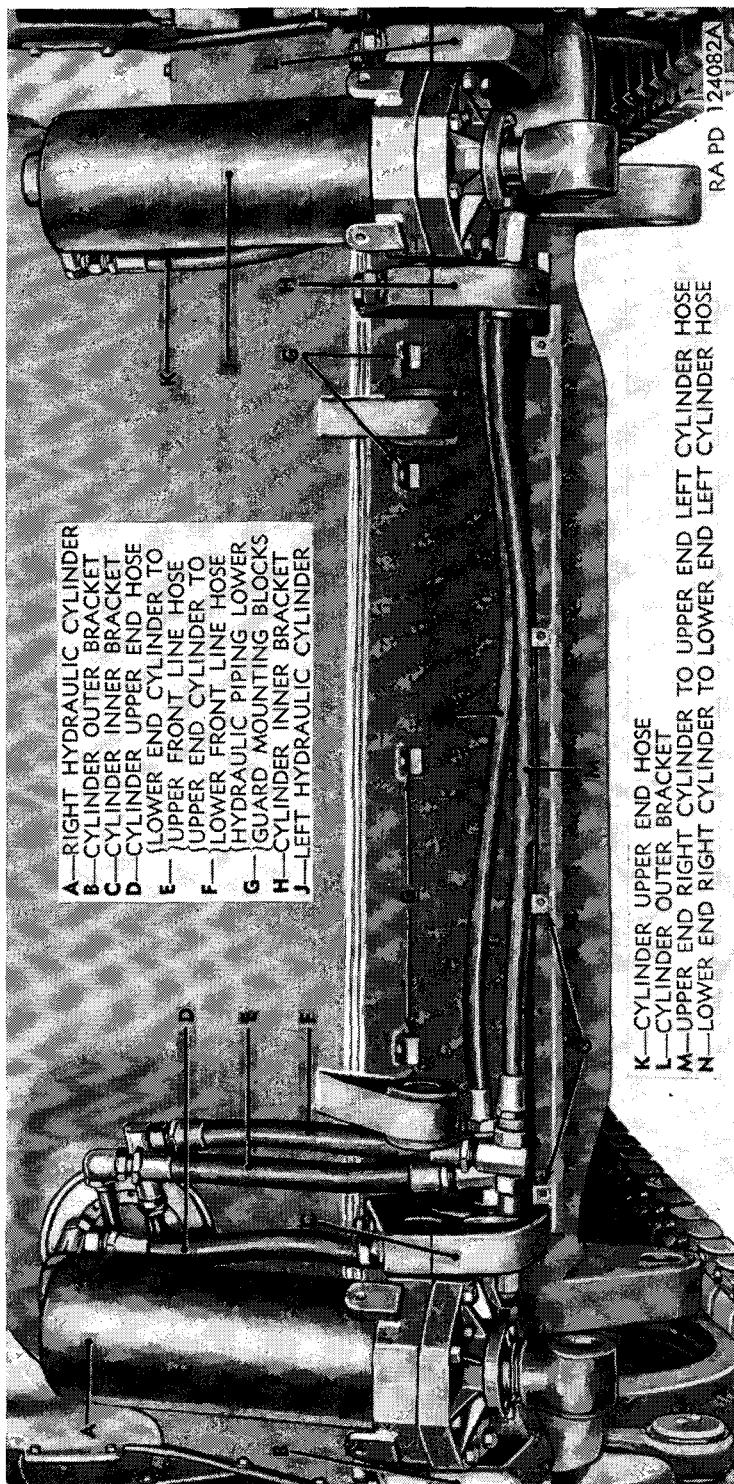 A—RIGHT HYDRAULIC CYLINDER
B—CYLINDER OUTER BRACKET
C—CYLINDER INNER BRACKET
D—CYLINDER UPPER END HOSE
E—{LOWER END CYLINDER TO
{UPPER FRONT LINE HOSE
F—{UPPER END CYLINDER TO
{LOWER FRONT LINE HOSE
G—{HYDRAULIC PIPING LOWER
{GUARD MOUNTING BLOCKS
H—CYLINDER INNER BRACKET
J—LEFT HYDRAULIC CYLINDER
K—CYLINDER UPPER END HOSE
L—CYLINDER OUTER BRACKET
M—UPPER END RIGHT CYLINDER TO UPPER END LEFT CYLINDER HOSE
N—LOWER END RIGHT CYLINDER TO LOWER END LEFT CYLINDER HOSE
RA PD 124082A
A
B
D
E
F
G
H
K
L
M